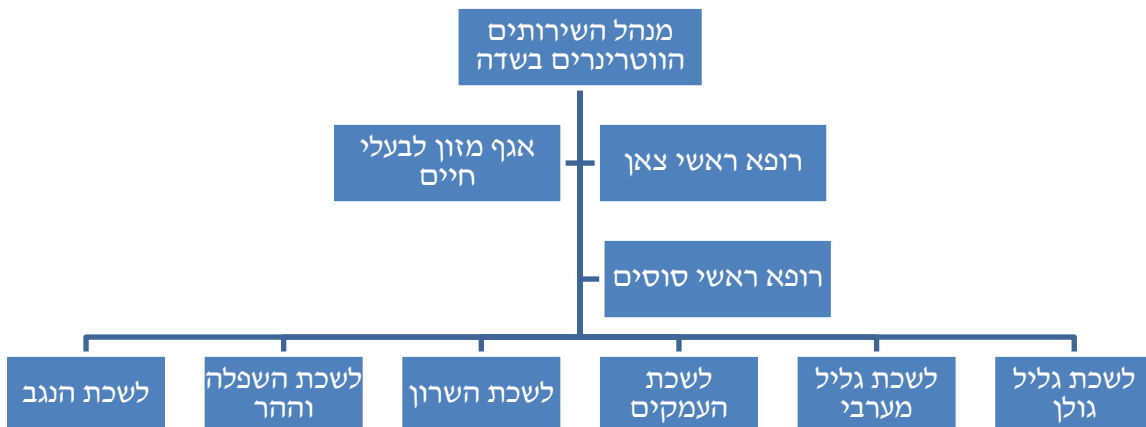 מנהל השירותים
הווטרינרים בשדה
רופא ראשי צאן
אגף מזון לבעלי
חיים
רופא ראשי סוסים
לשכת גליל
גולן
לשכת גליל
מערבי
לשכת
העמקים
לשכת השרון
לשכת השפלה
וההר
לשכת הנגב